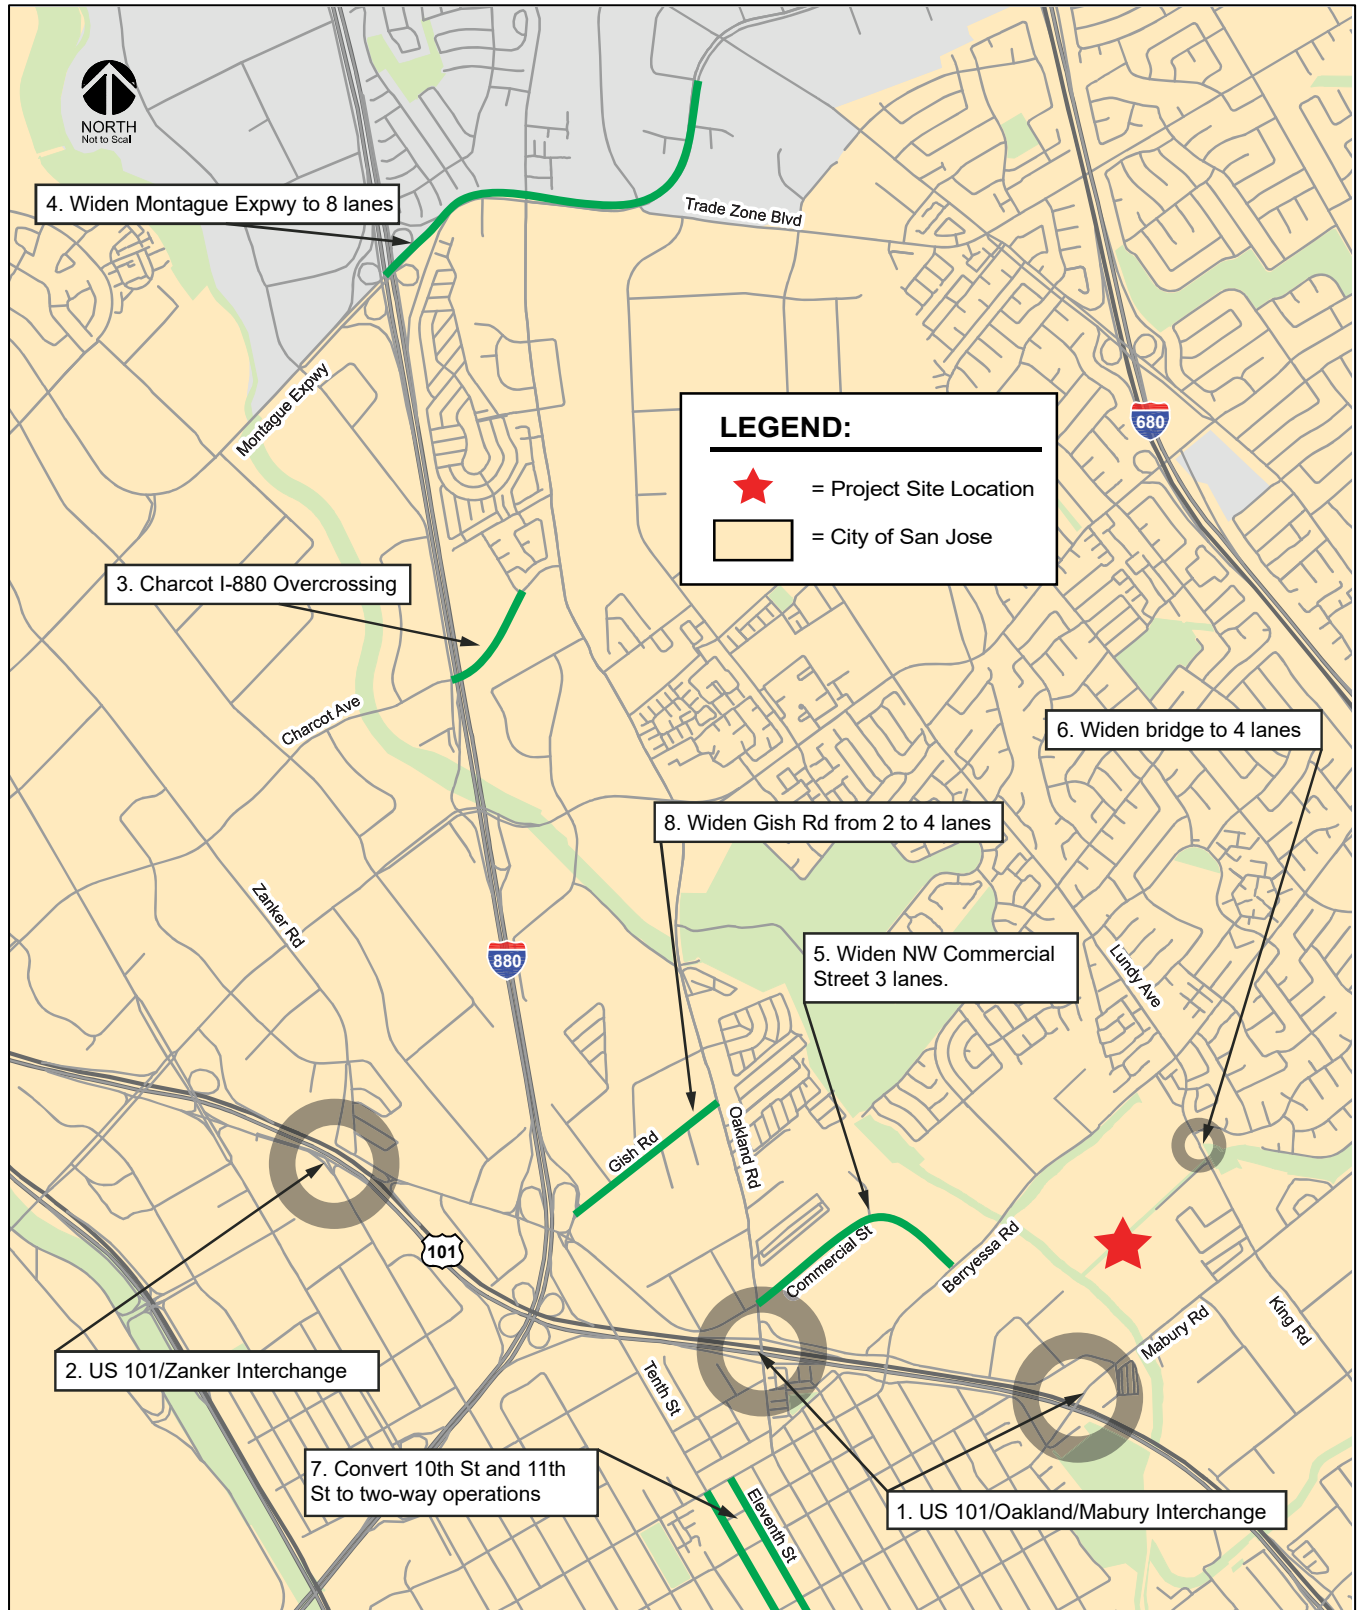 NORTH
Not to Scal
4. Widen Montague Expwy to 8 lanes
Trade Zone Blvd
Montague Expwy
LEGEND:
= Project Site Location
= City of San Jose
680
3. Charcot I-880 Overcrossing
Charcot Ave
6. Widen bridge to 4 lanes
8. Widen Gish Rd from 2 to 4 lanes
Zanker Rd
880
5. Widen NW Commercial
Street 3 lanes.
Lundy Ave
Gish Rd
Oakland Rd
Commercial St
Berryessa Rd
101
King Rd
Mabury Rd
2. US 101/Zanker Interchange
Tenth St
7. Convert 10th St and 11th
St to two-way operations
Eleventh St
1. US 101/Oakland/Mabury Interchange